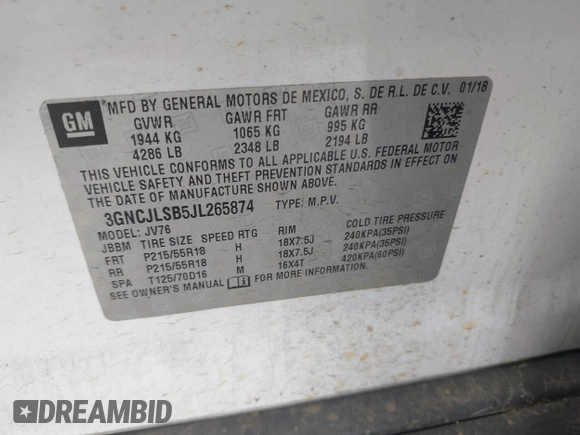 GM
*MFD BY GENERAL MOTORS DE MEXICO, S. DE R.L. DE C.V. 01/18
GVWR GAWR FRT GAWR RR
1944 KG 1065 KG 995 KG
4286 LB 2348 LB 2194 LB
THIS VEHICLE CONFORMS TO ALL APPLICABLE U.S. FEDERAL MOTOR
VEHICLE SAFETY AND THEFT PREVENTION STANDARDS IN EFFECT ON
THE DATE OF MANUFACTURE SHOWN ABOVE.
3GNCJLSB5JL265874 TYPE: M.P.V.
MODEL: JV76
JBBM TIRE SIZE SPEED RTG RIM COLD TIRE PRESSURE
FRT P215/55R18 H 18X7.5J 240KPA(35PSI)
RR P215/55R18 H 18X7.5J 240KPA(35PSI)
SPA T125/70D16 M 16X4T 420KPA(60PSI)
SEE OWNER'S MANUAL FOR MORE INFORMATION.
DREAMBID
DREAMBID